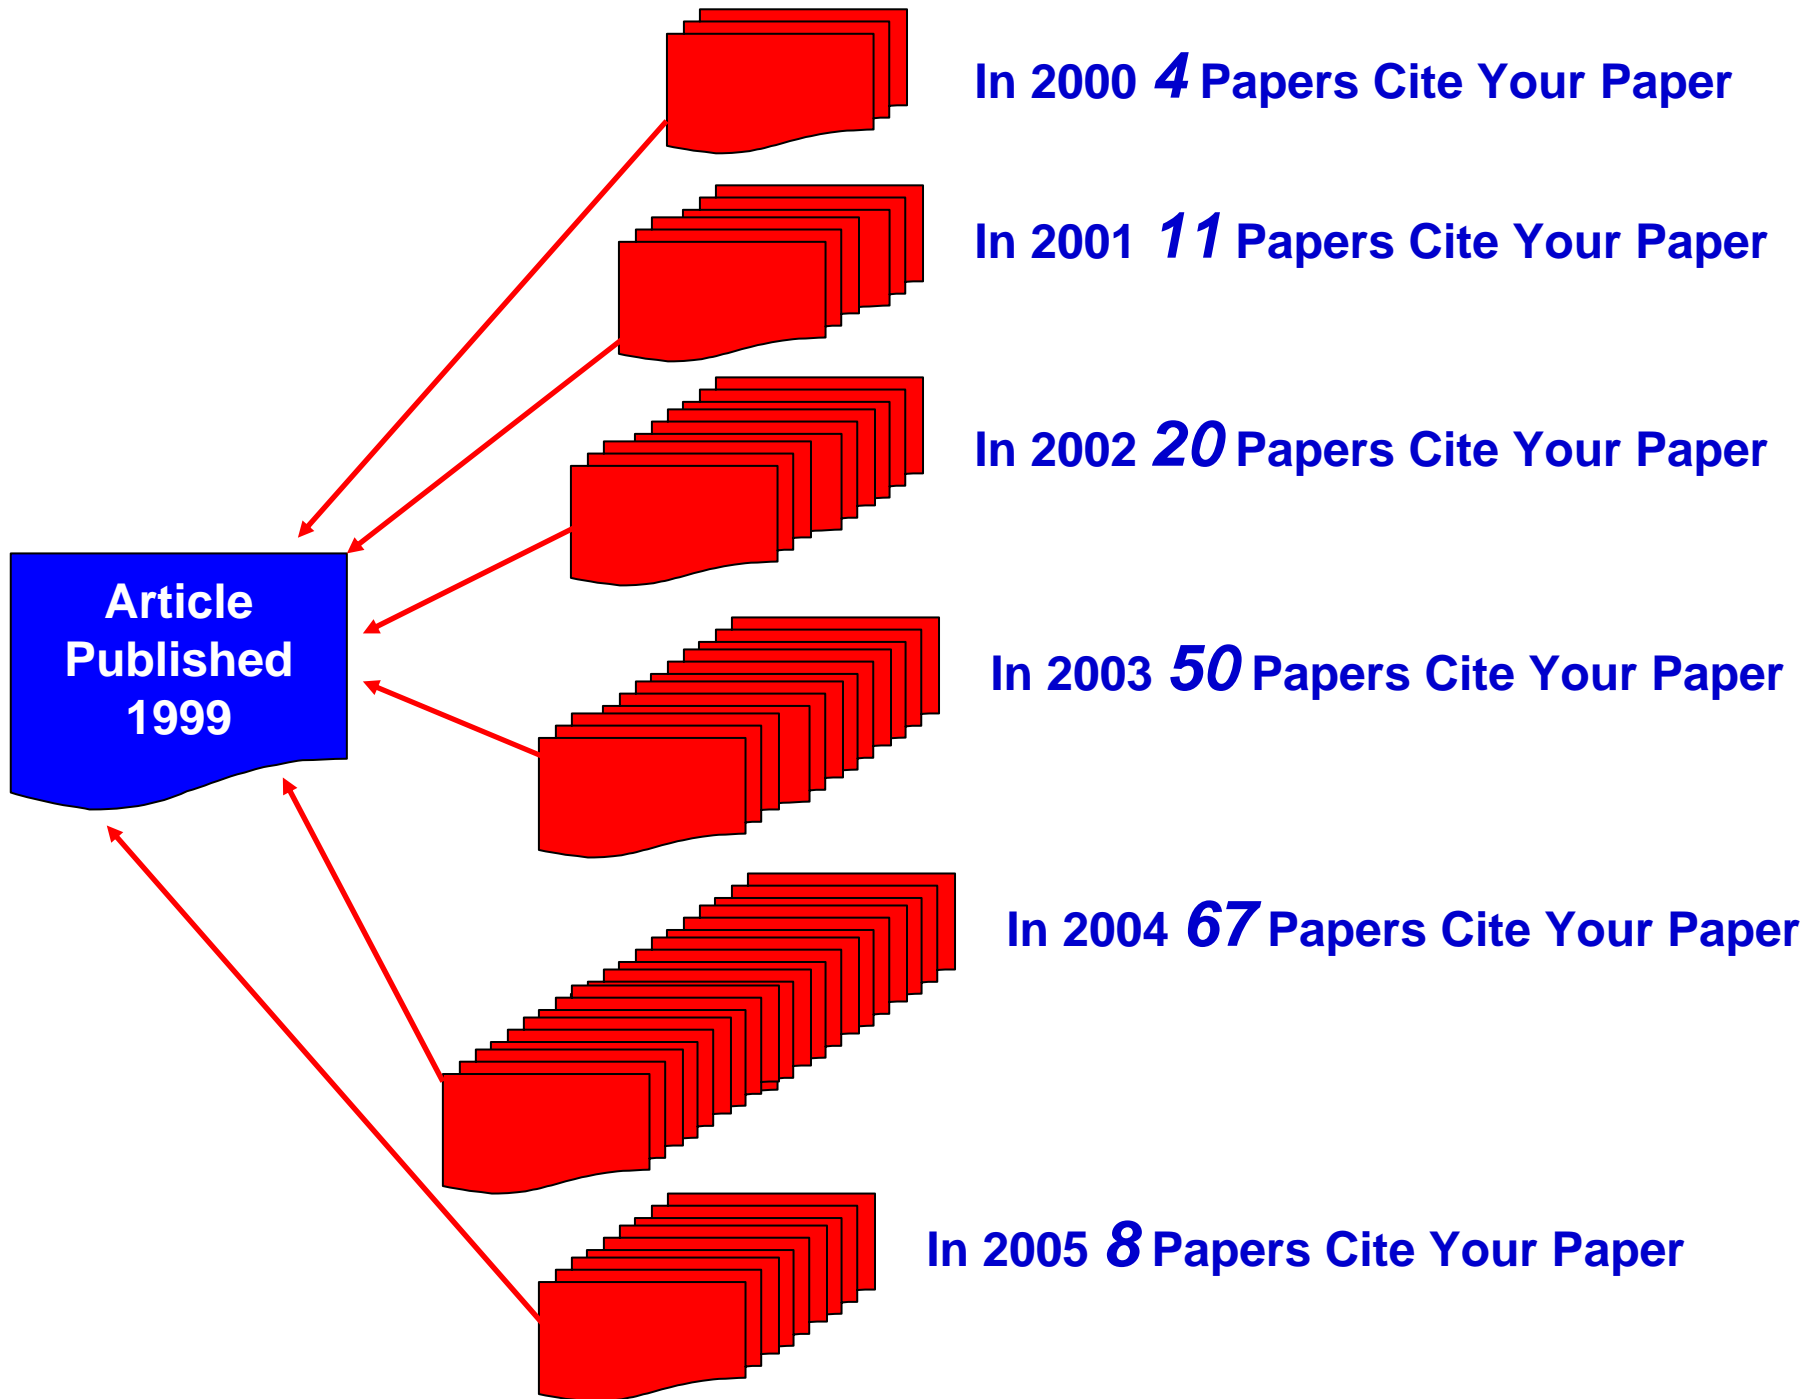 In 2000 4 Papers Cite Your Paper
In 2001 11 Papers Cite Your Paper
In 2002 20 Papers Cite Your Paper
Article
Published
1999
In 2003 50 Papers Cite Your Paper
In 2004 67 Papers Cite Your Paper
In 2005 8 Papers Cite Your Paper